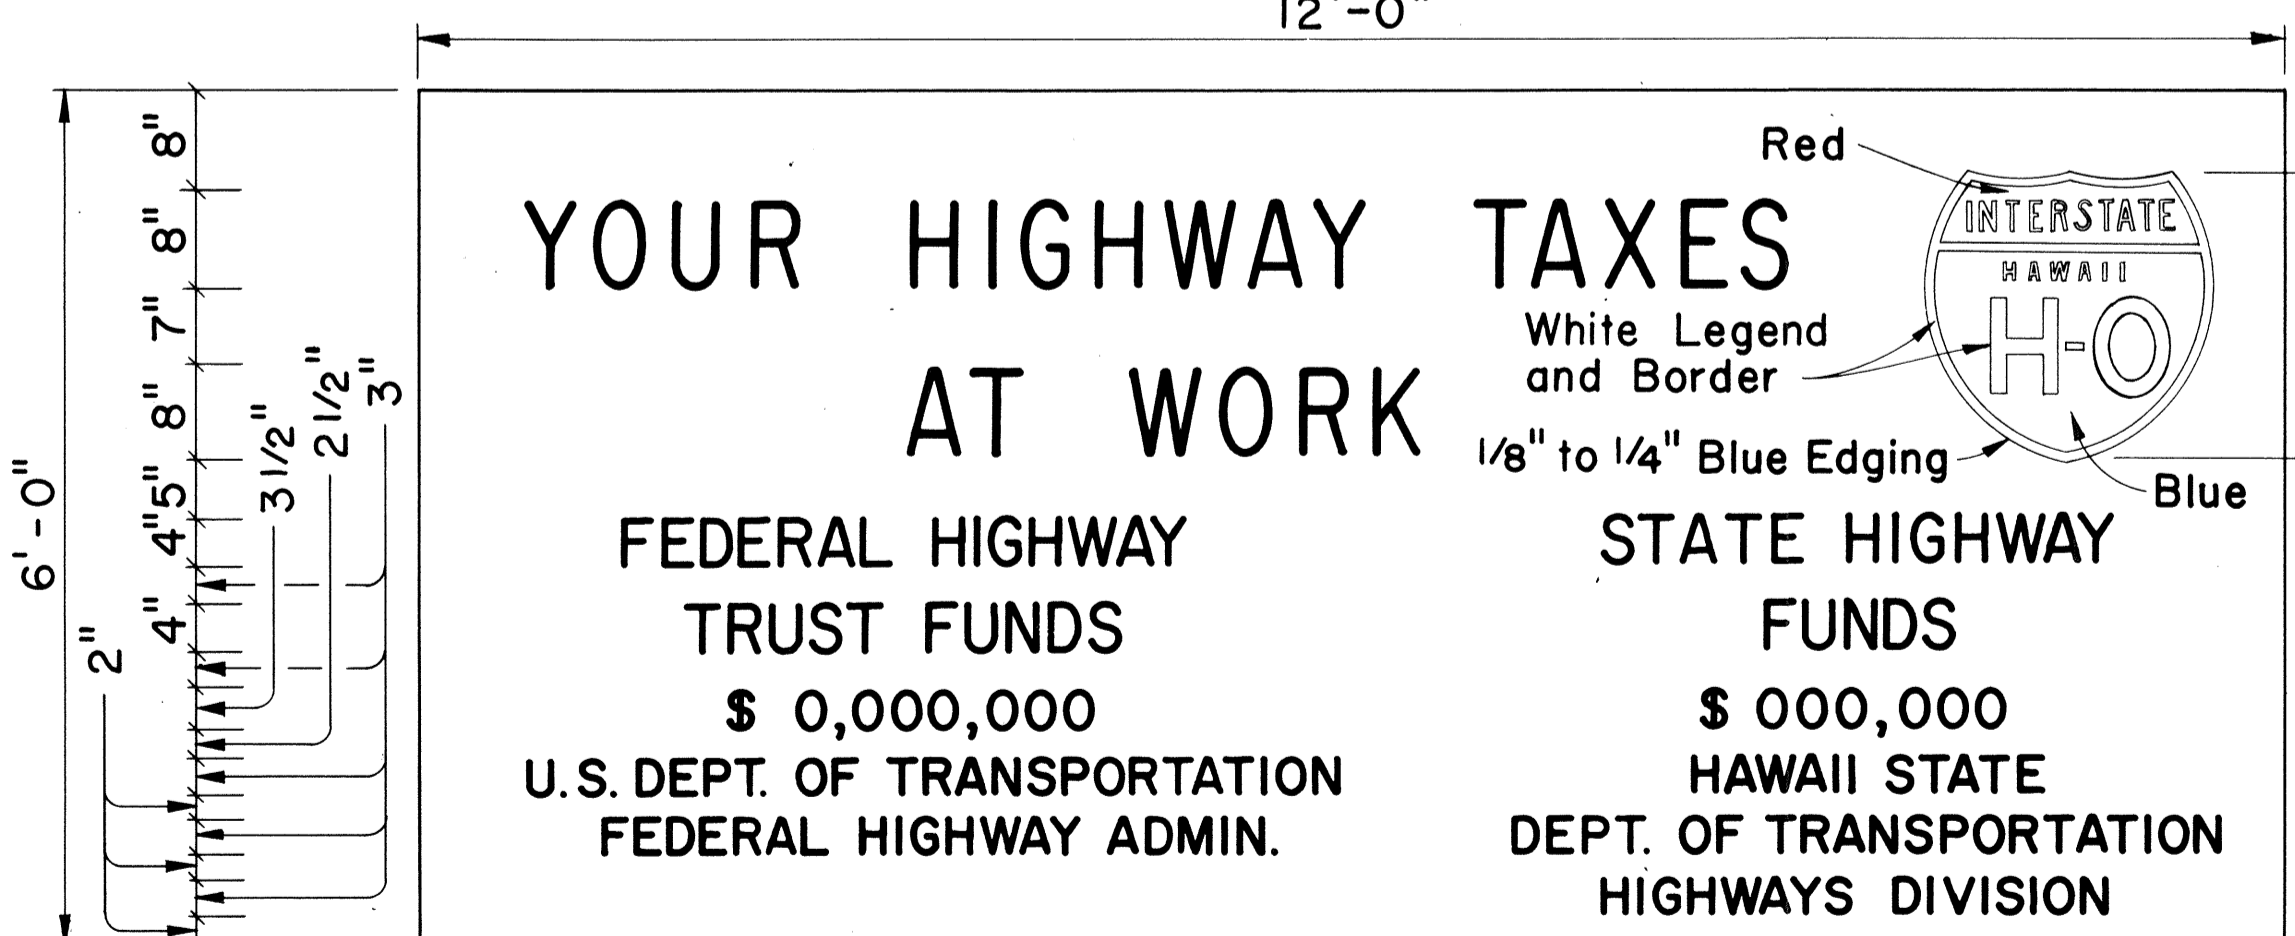 12'-0"
Red
INTERSTATE
HAWAII
H-O
YOUR HIGHWAY TAXES
White Legend
and Border
AT WORK
1/8" to 1/4" Blue Edging
Blue
FEDERAL HIGHWAY
TRUST FUNDS
$ 0,000,000
U.S. DEPT. OF TRANSPORTATION
FEDERAL HIGHWAY ADMIN.
STATE HIGHWAY
FUNDS
$ 000,000
HAWAII STATE
DEPT. OF TRANSPORTATION
HIGHWAYS DIVISION
6'-0"
8"
8"
7"
8"
5"
4"
4"
2"
3 1/2"
2 1/2"
3"